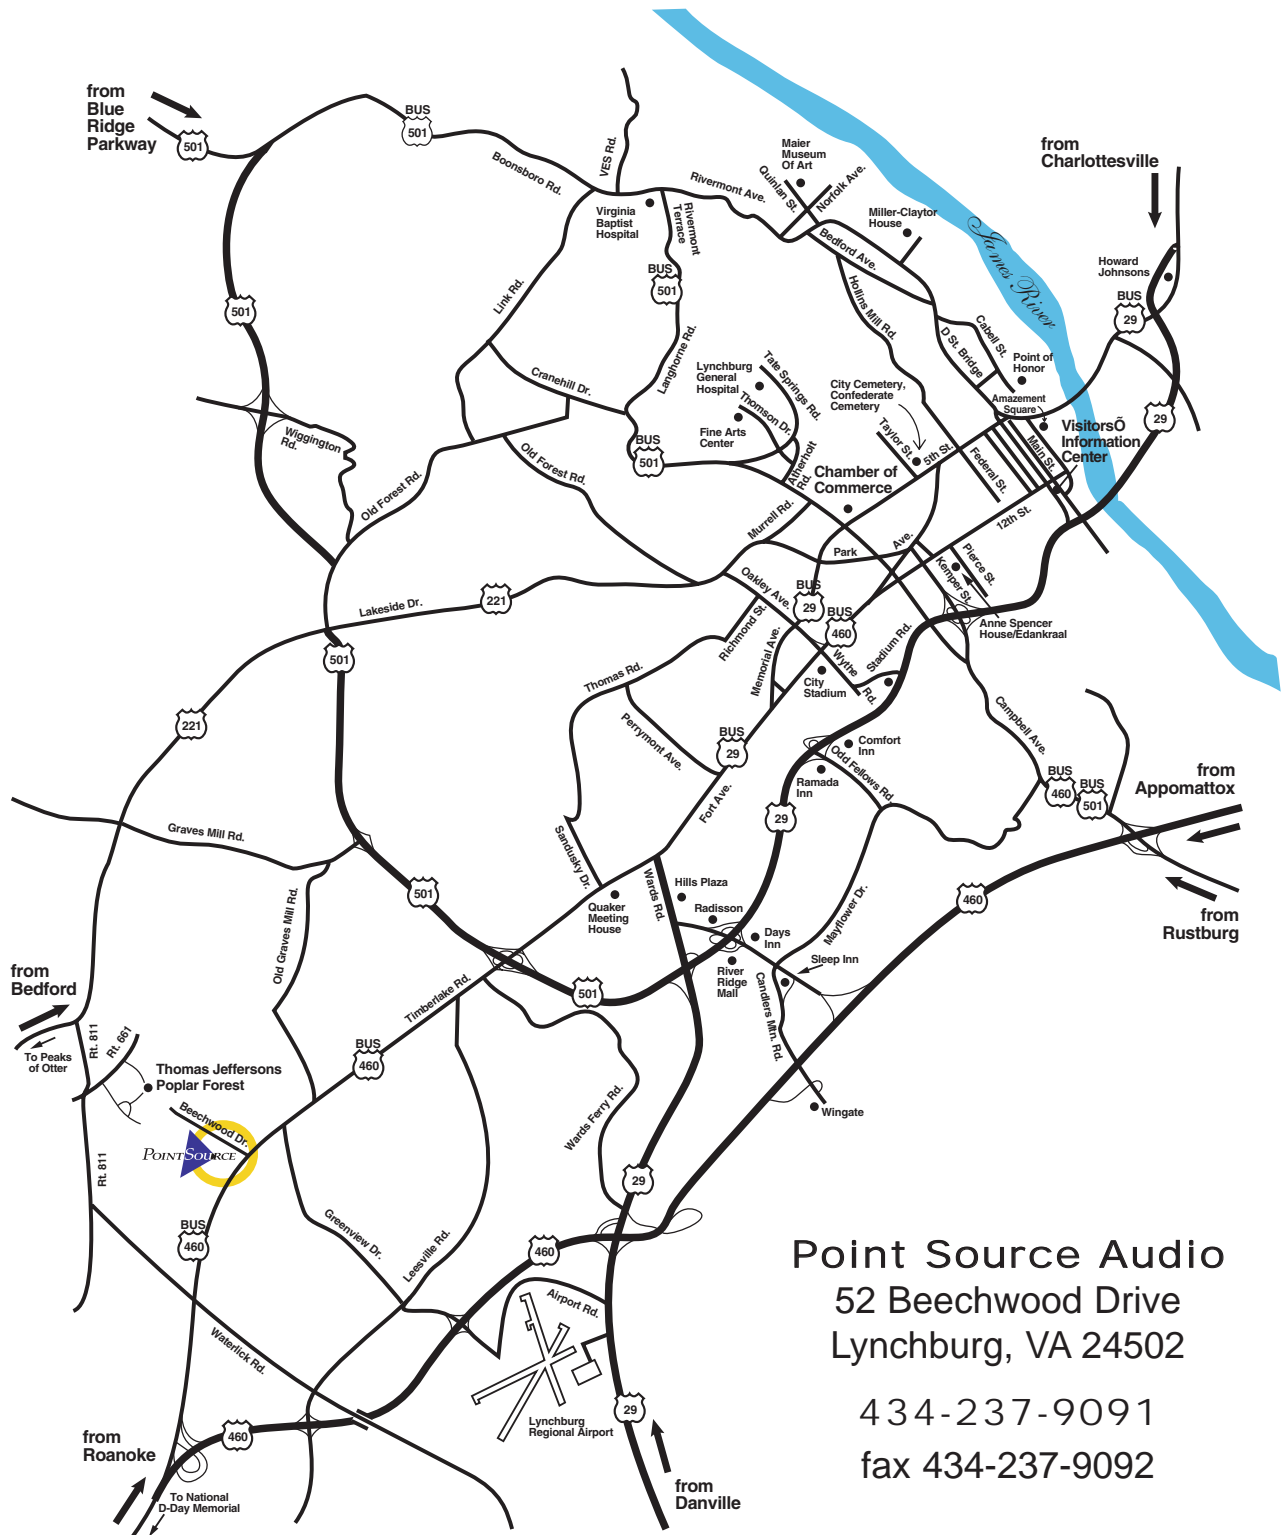 from
Blue
Ridge
Parkway
501
BUS
501
Boonsboro Rd.
VES Rd.
Rivermont Ave.
Maier
Museum
Of Art
Quinlan St.
Norfolk Ave.
Miller-Claytor
House
James River
from
Charlottesville
Howard
Johnsons
BUS
29
Virginia
Baptist
Hospital
Rivermont
Terrace
Bedford Ave.
BUS
501
Link Rd.
Hollins Mill Rd.
501
Langhorne Rd.
Cranehill Dr.
Lynchburg
General
Hospital
Tate Springs Rd.
D St. Bridge
Cabell St.
Point of
Honor
City Cemetery,
Confederate
Cemetery
Amazement
Square
29
Thomson Dr.
Fine Arts
Center
Taylor St.
5th St.
VisitorsÕ
Information
Center
Main St.
Wiggington
Rd.
BUS
501
Old Forest Rd.
Old Forest Rd.
Atherholt
Rd.
Chamber of
Commerce
Federal St.
12th St.
Murrell Rd.
Park
Ave.
Kemper St.
Pierce St.
Oakley Ave.
Lakeside Dr.
221
BUS
29
BUS
460
Anne Spencer
House/Edankraal
501
Richmond St.
Memorial Ave.
Wythe
Rd.
Stadium Rd.
City
Stadium
Thomas Rd.
Perrymont Ave.
221
BUS
29
Campbell Ave.
Comfort
Inn
Odd Fellows Rd.
Ramada
Inn
BUS
460
BUS
501
from
Appomattox
Fort Ave.
29
Graves Mill Rd.
Sandusky Dr.
501
Wards Rd.
Hills Plaza
Radisson
Quaker
Meeting
House
Mayflower Dr.
460
from
Rustburg
Days
Inn
Sleep Inn
River
Ridge
Mall
Candlers Mtn. Rd.
Old Graves Mill Rd.
from
Bedford
501
Timberlake Rd.
Rt. 811
Rt. 661
To Peaks
of Otter
BUS
460
Thomas Jeffersons
Poplar Forest
Wingate
Beechwood Dr.
POINTSOURCE
Wards Ferry Rd.
Rt. 811
29
BUS
460
Greenview Dr.
Leesville Rd.
460
Airport Rd.
Waterlick Rd.
Point Source Audio
52 Beechwood Drive
Lynchburg, VA 24502
434-237-9091
fax 434-237-9092
29
Lynchburg
Regional Airport
460
from
Roanoke
from
Danville
To National
D-Day Memorial